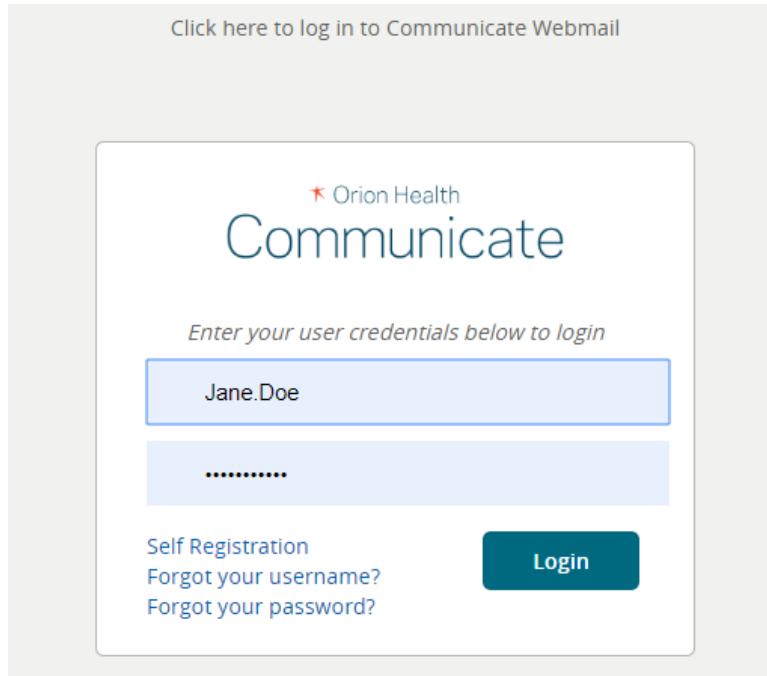 Click here to log in to Communicate Webmail
Orion Health
Communicate
Enter your user credentials below to login
Jane.Doe
•••••••••••
Self Registration
Forgot your username?
Forgot your password?
Login